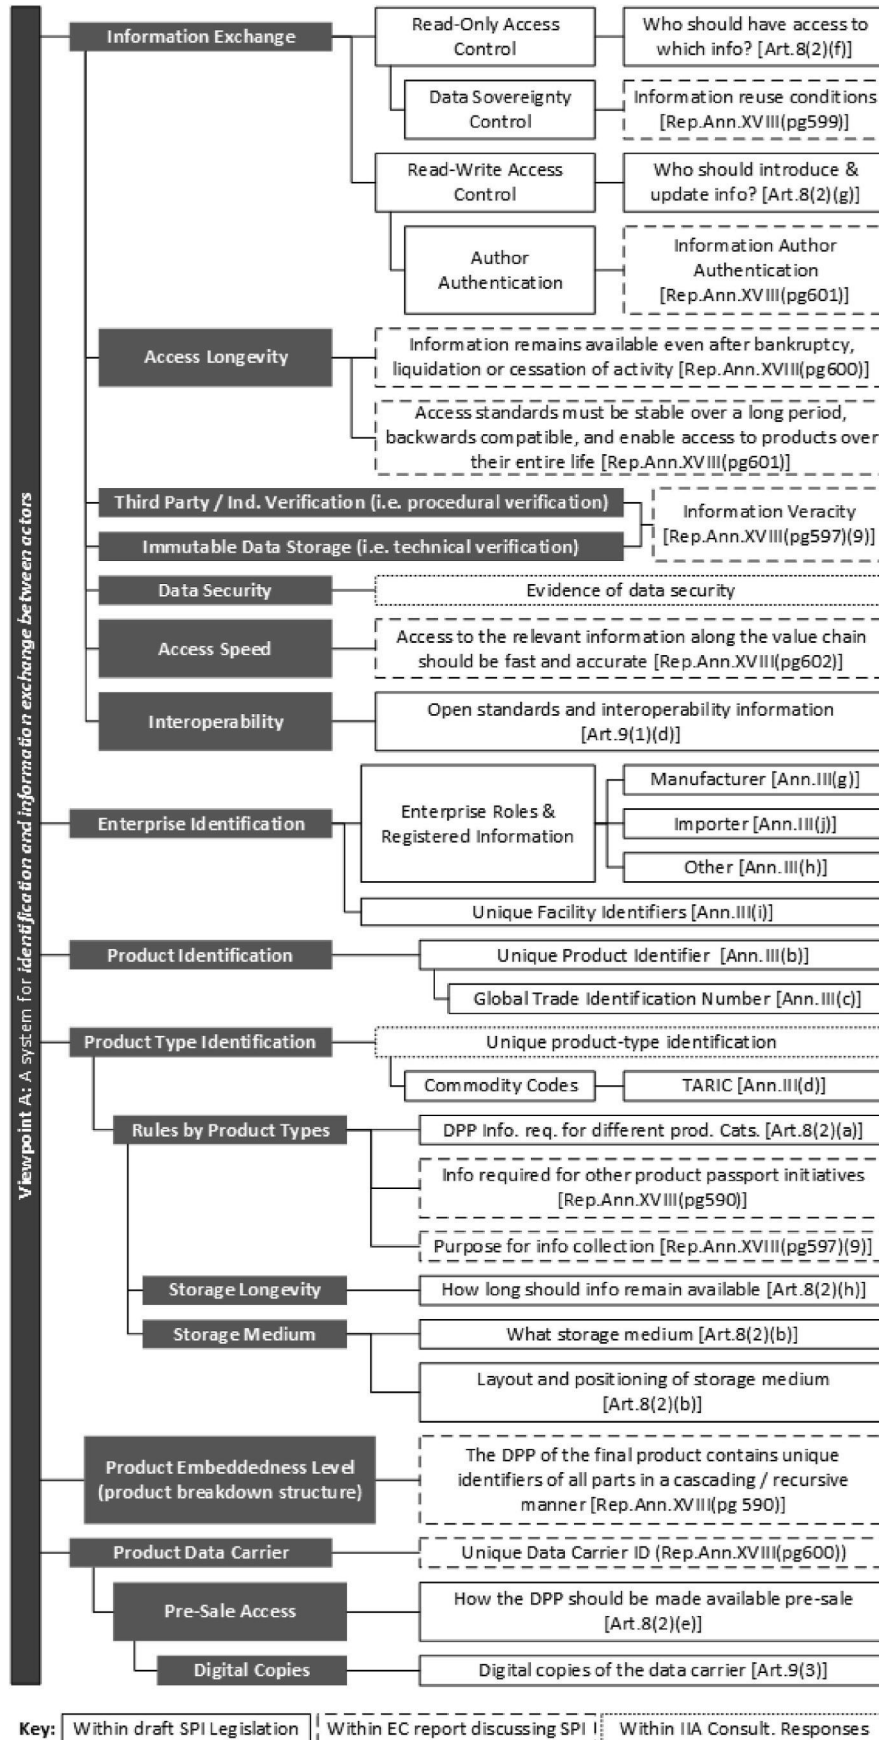 Viewpoint A: A system for identification and information exchange between actors
Information Exchange
Read-Only Access
Control
Who should have access to
which info? [Art.8(2)(f)]
Data Sovereignty
Control
Information reuse conditions
[Rep.Ann.XVIII(pg599)]
Read-Write Access
Control
Who should introduce &
update info? [Art.8(2)(g)]
Author
Authentication
Information Author
Authentication
[Rep.Ann.XVIII(pg601)]
Access Longevity
Information remains available even after bankruptcy,
liquidation or cessation of activity [Rep.Ann.XVIII(pg600)]
Access standards must be stable over a long period,
backwards compatible, and enable access to products over
their entire life [Rep.Ann.XVIII(pg601)]
Third Party / Ind. Verification (i.e. procedural verification)
Immutable Data Storage (i.e. technical verification)
Information Veracity
[Rep.Ann.XVIII(pg597)(9)]
Data Security
Evidence of data security
Access Speed
Access to the relevant information along the value chain
should be fast and accurate [Rep.Ann.XVIII(pg602)]
Interoperability
Open standards and interoperability information
[Art.9(1)(d)]
Enterprise Identification
Enterprise Roles &
Registered Information
Manufacturer [Ann.III(g)]
Importer [Ann.III(j)]
Other [Ann.III(h)]
Unique Facility Identifiers [Ann.III(i)]
Product Identification
Unique Product Identifier [Ann.III(b)]
Global Trade Identification Number [Ann.III(c)]
Product Type Identification
Unique product-type identification
Commodity Codes
TARIC [Ann.III(d)]
Rules by Product Types
DPP Info. req. for different prod. Cats. [Art.8(2)(a)]
Info required for other product passport initiatives
[Rep.Ann.XVIII(pg590)]
Purpose for info collection [Rep.Ann.XVIII(pg597)(9)]
Storage Longevity
How long should info remain available [Art.8(2)(h)]
Storage Medium
What storage medium [Art.8(2)(b)]
Layout and positioning of storage medium
[Art.8(2)(b)]
Product Embeddedness Level
(product breakdown structure)
The DPP of the final product contains unique
identifiers of all parts in a cascading / recursive
manner [Rep.Ann.XVIII(pg 590)]
Product Data Carrier
Unique Data Carrier ID (Rep.Ann.XVIII(pg600))
Pre-Sale Access
How the DPP should be made available pre-sale
[Art.8(2)(e)]
Digital Copies
Digital copies of the data carrier [Art.9(3)]
Key: Within draft SPI Legislation Within EC report discussing SPI Within IIA Consult. Responses